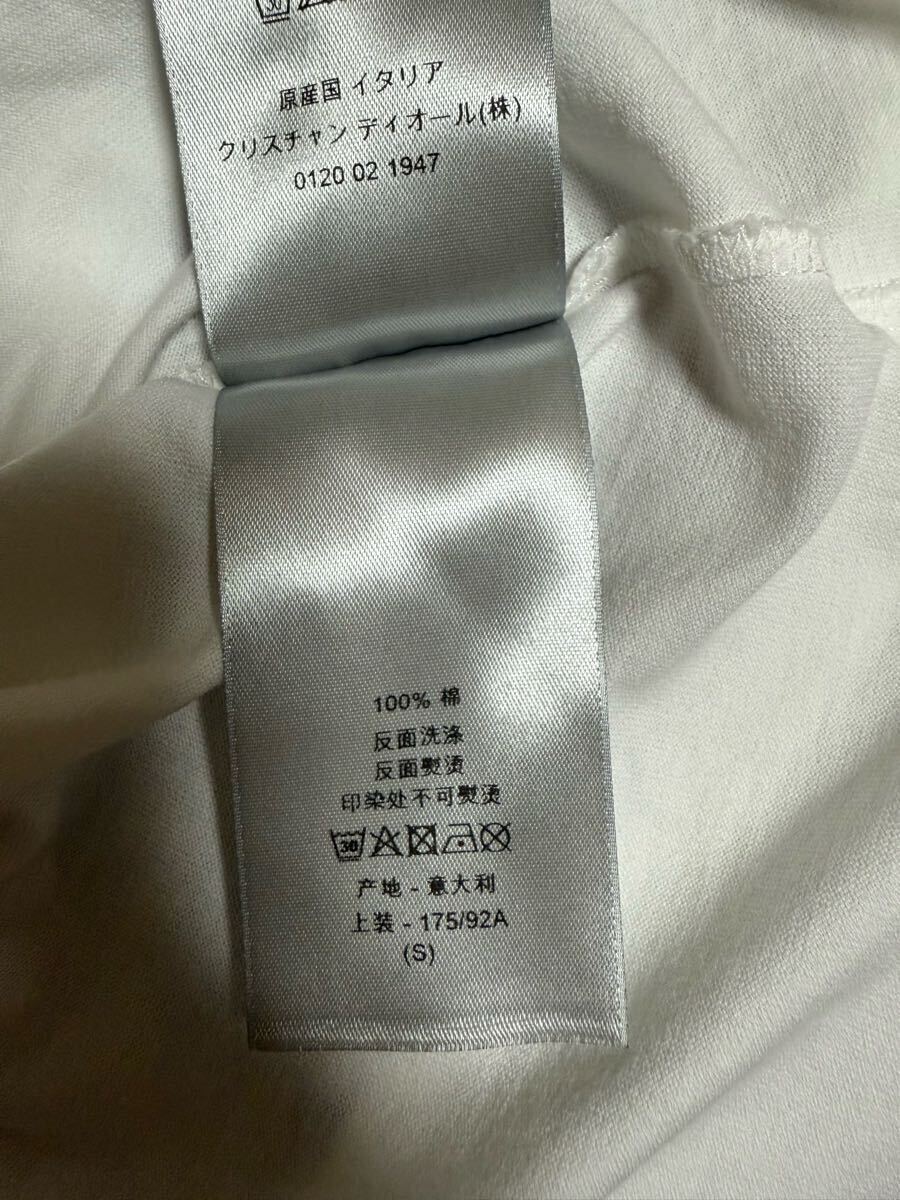 30
原産国 イタリア
クリスチャン ディオール(株)
0120 02 1947
100% 棉
反面洗涤
反面熨烫
印染处不可熨烫
30
产地 - 意大利
上装 - 175/92A
(S)